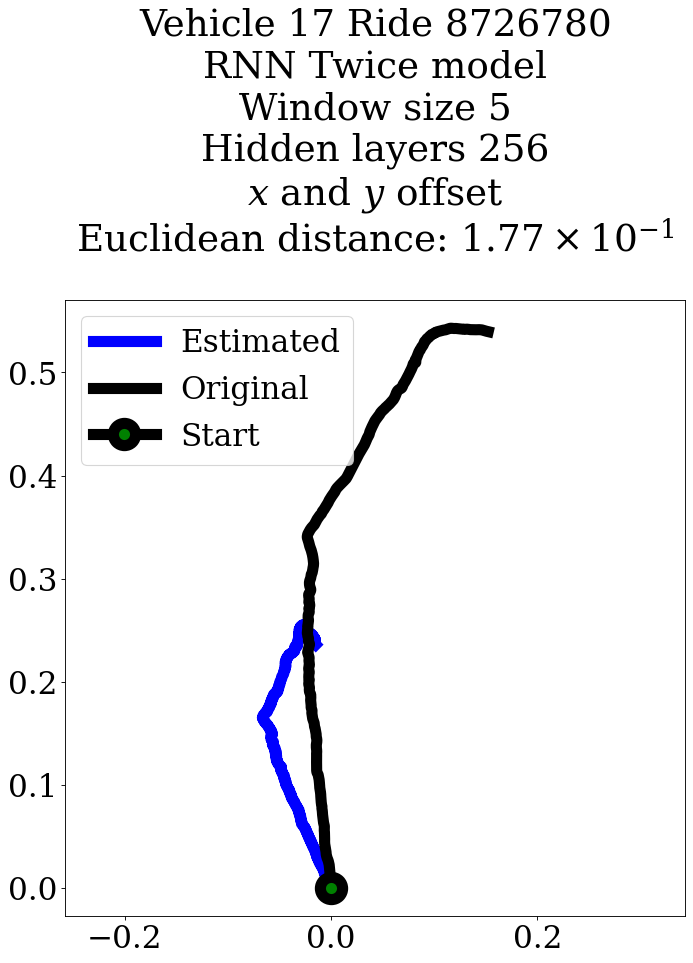 Vehicle 17 Ride 8726780
RNN Twice model
Window size 5
Hidden layers 256
x and y offset
Euclidean distance: 1.77 × 10⁻¹
Estimated
Original
Start
0.5
0.4
0.3
0.2
0.1
0.0
−0.2 0.0 0.2